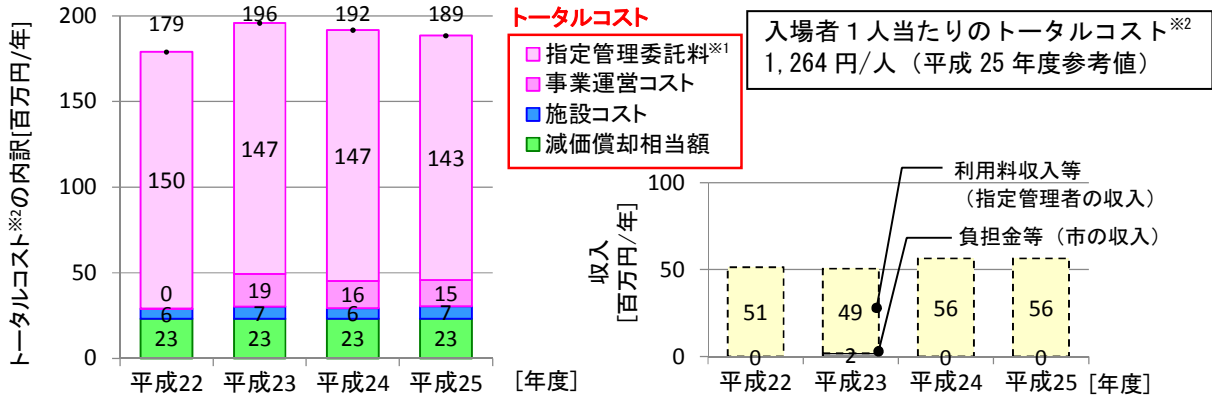 トータルコスト※2の内訳[百万円/年]
200
150
100
50
0
179
196
192
189
150
147
147
143
0
19
16
15
6
7
6
7
23
23
23
23
平成22
平成23
平成24
平成25
[年度]
トータルコスト
指定管理委託料※1
事業運営コスト
施設コスト
減価償却相当額
入場者1人当たりのトータルコスト※2
1,264 円/人（平成 25 年度参考値）
収入
[百万円/年]
100
50
0
利用料収入等
（指定管理者の収入）
負担金等（市の収入）
51
49
56
56
0
2
0
0
平成22
平成23
平成24
平成25
[年度]